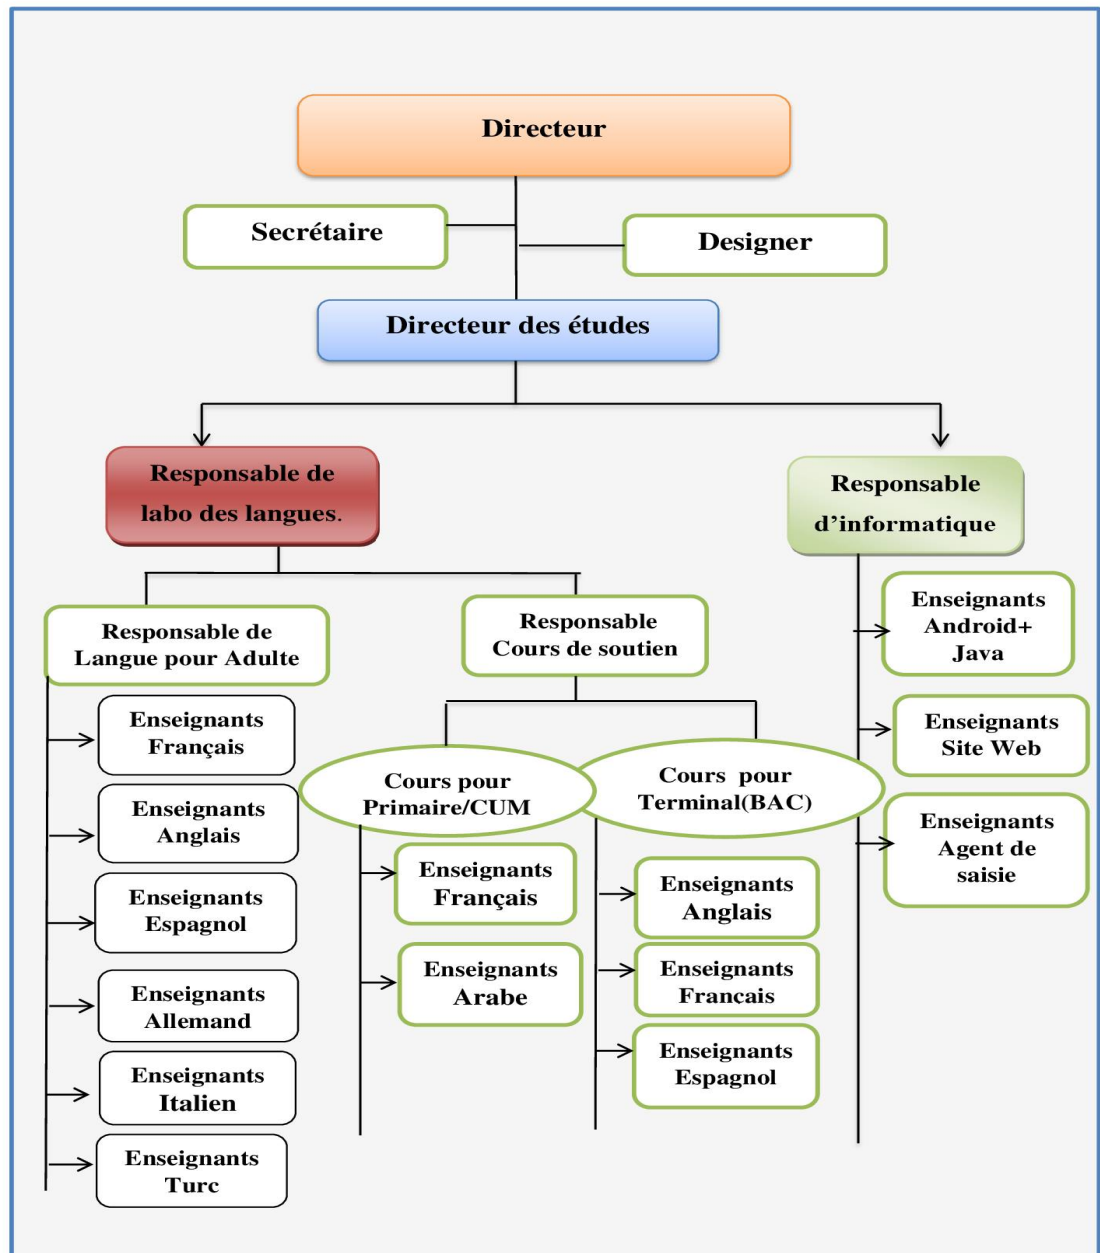 Directeur
Secrétaire
Designer
Directeur des études
Responsable de
labo des langues.
Responsable
d’informatique
Responsable de
Langue pour Adulte
Responsable
Cours de soutien
Enseignants
Android+
Java
Enseignants
Site Web
Enseignants
Agent de
saisie
Enseignants
Français
Enseignants
Anglais
Enseignants
Espagnol
Enseignants
Allemand
Enseignants
Italien
Enseignants
Turc
Cours pour
Primaire/CUM
Enseignants
Français
Enseignants
Arabe
Cours pour
Terminal(BAC)
Enseignants
Anglais
Enseignants
Francais
Enseignants
Espagnol